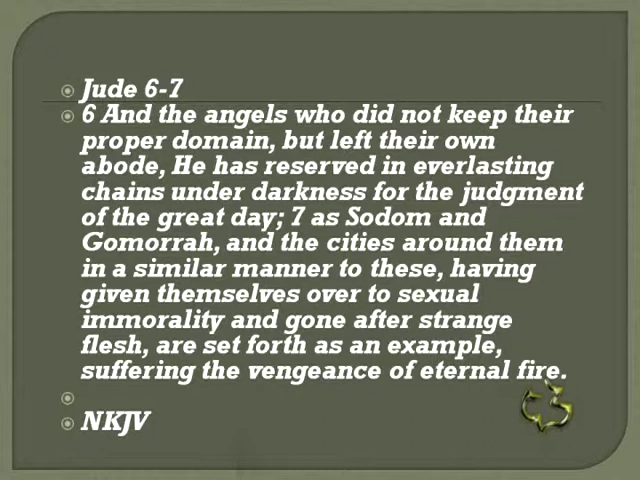 Jude 6-7
6 And the angels who did not keep their
proper domain, but left their own
abode, He has reserved in everlasting
chains under darkness for the judgment
of the great day; 7 as Sodom and
Gomorrah, and the cities around them
in a similar manner to these, having
given themselves over to sexual
immorality and gone after strange
flesh, are set forth as an example,
suffering the vengeance of eternal fire.
NKJV